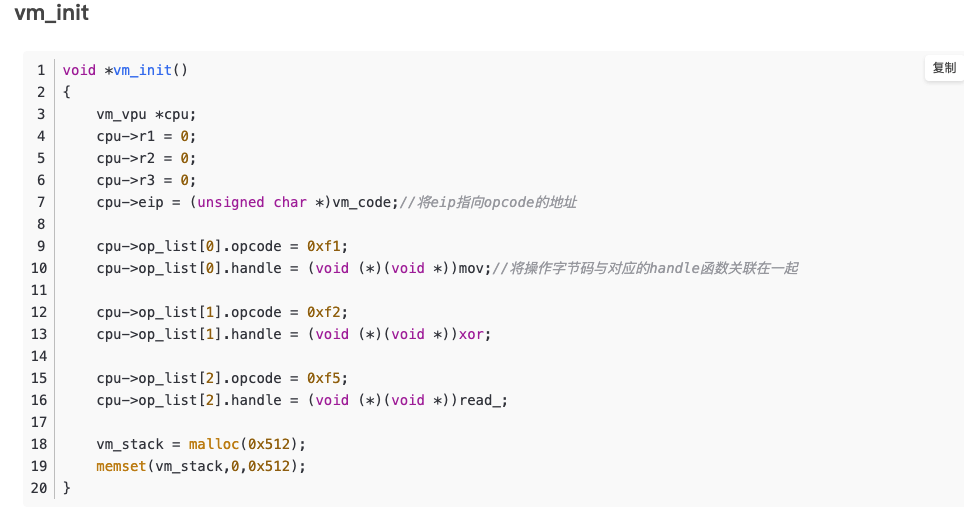 vm_init
复制
1 void *vm_init()
2 {
3     vm_vpu *cpu;
4     cpu->r1 = 0;
5     cpu->r2 = 0;
6     cpu->r3 = 0;
7     cpu->eip = (unsigned char *)vm_code;//将eip指向opcode的地址
8
9     cpu->op_list[0].opcode = 0xf1;
10     cpu->op_list[0].handle = (void (*)(void *))mov;//将操作字节码与对应的handle函数关联在一起
11
12     cpu->op_list[1].opcode = 0xf2;
13     cpu->op_list[1].handle = (void (*)(void *))xor;
14
15     cpu->op_list[2].opcode = 0xf5;
16     cpu->op_list[2].handle = (void (*)(void *))read_;
17
18     vm_stack = malloc(0x512);
19     memset(vm_stack,0,0x512);
20 }